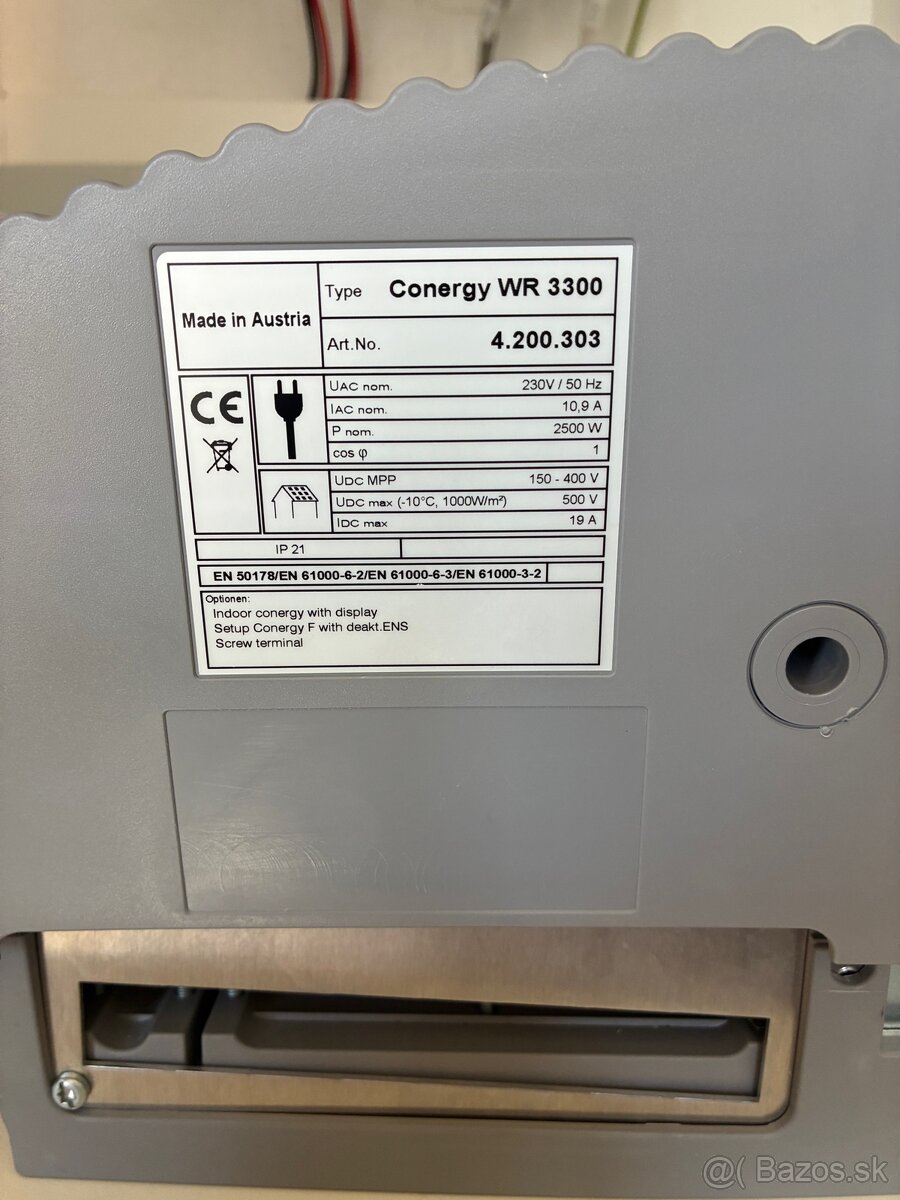 Made in Austria
Type Conergy WR 3300
Art.No. 4.200.303
CE
UAC nom. 230V / 50 Hz
IAC nom. 10,9 A
P nom. 2500 W
cos φ 1
UDC MPP 150 - 400 V
UDC max (-10°C, 1000W/m²) 500 V
IDC max 19 A
IP 21
EN 50178/EN 61000-6-2/EN 61000-6-3/EN 61000-3-2
Optionen:
Indoor conergy with display
Setup Conergy F with deakt.ENS
Screw terminal
@( Bazos.sk